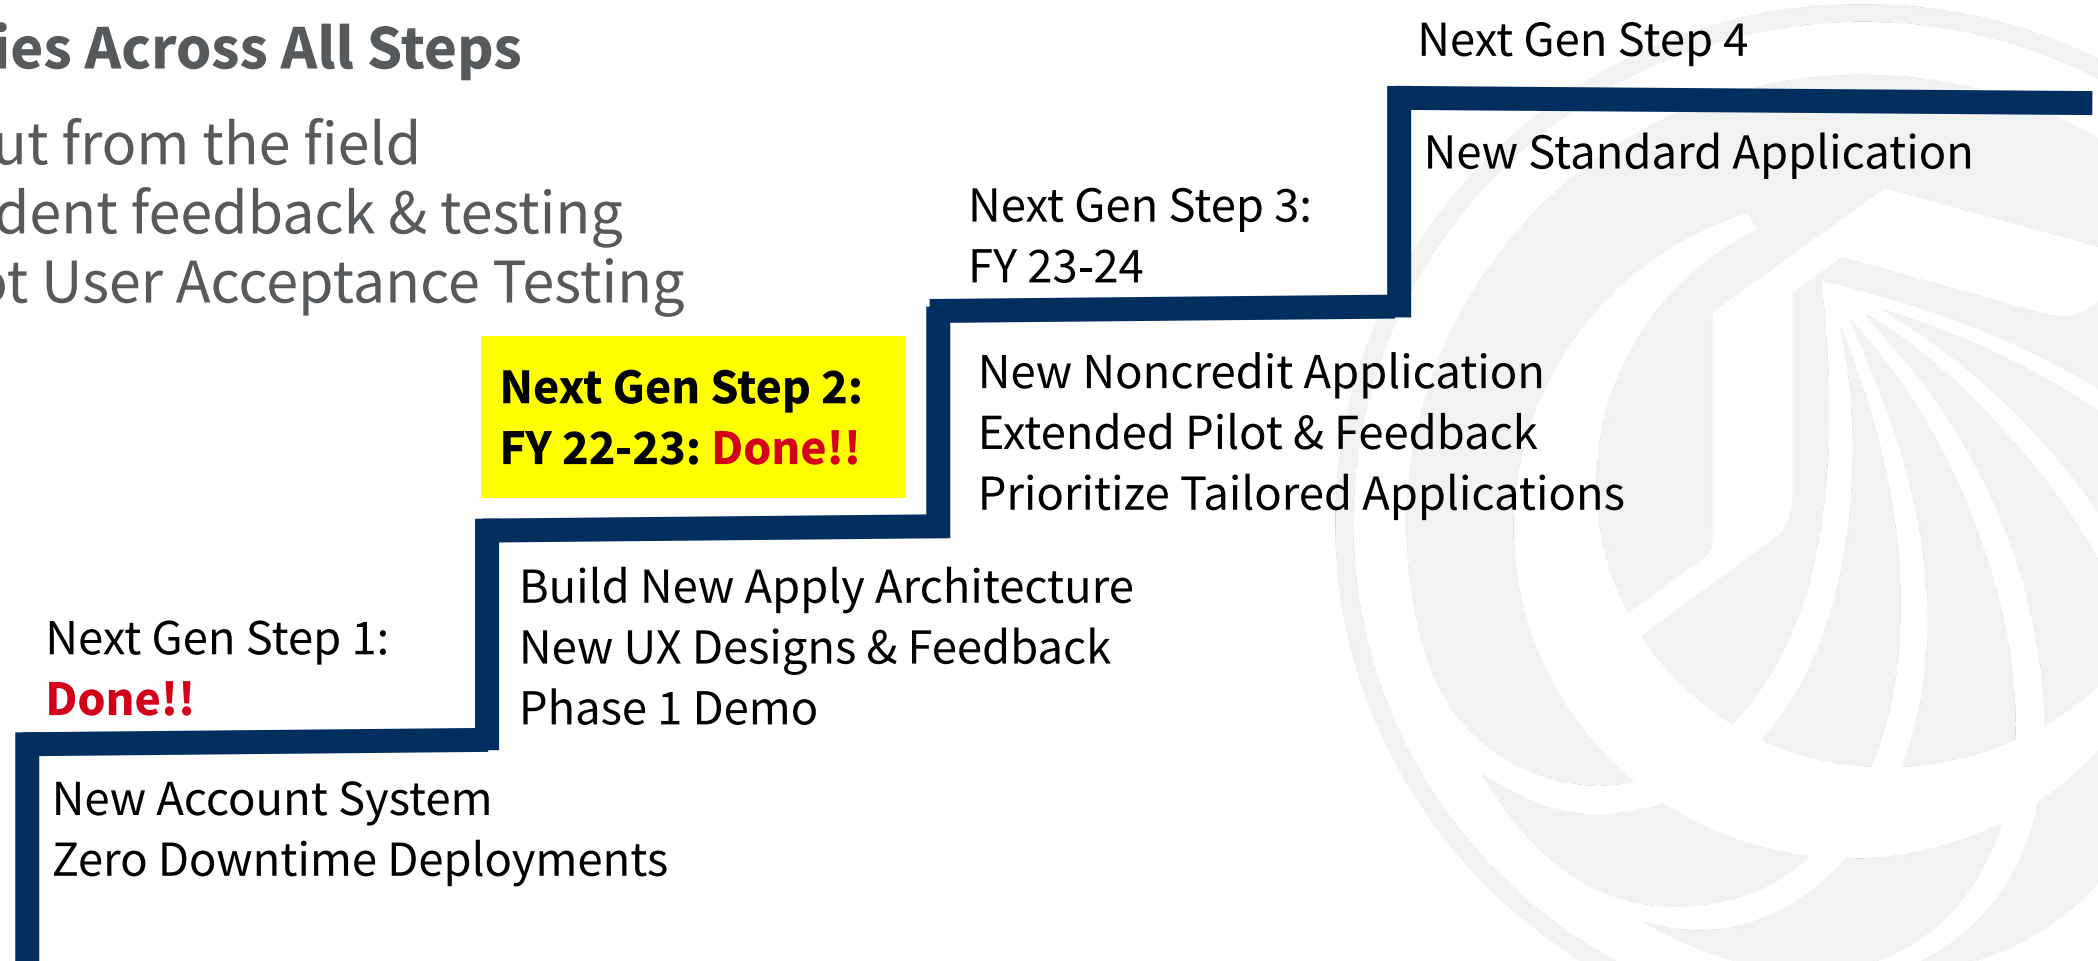 ies Across All Steps
ut from the field
dent feedback & testing
ot User Acceptance Testing
Next Gen Step 4
New Standard Application
Next Gen Step 3:
FY 23-24
New Noncredit Application
Extended Pilot & Feedback
Prioritize Tailored Applications
Next Gen Step 2:
FY 22-23: Done!!
Build New Apply Architecture
New UX Designs & Feedback
Phase 1 Demo
Next Gen Step 1:
Done!!
New Account System
Zero Downtime Deployments